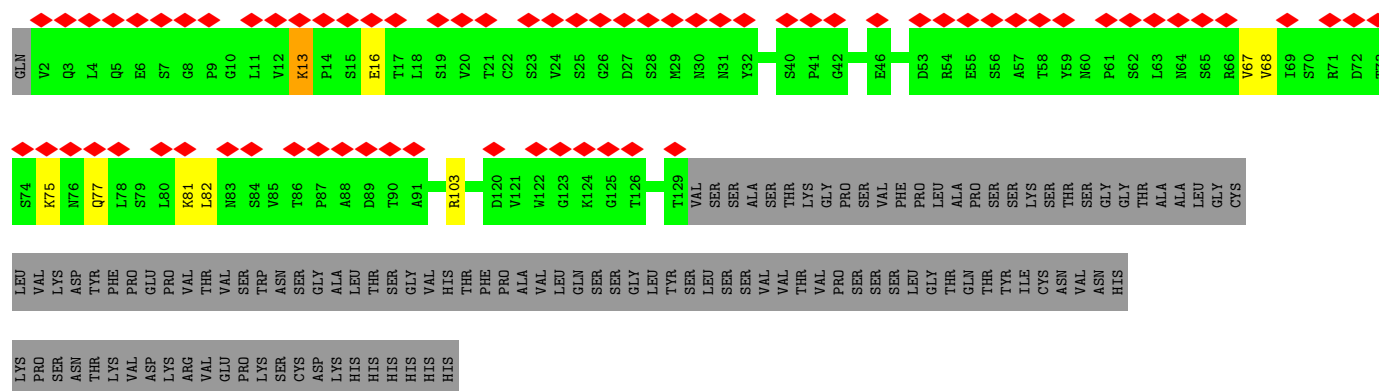 GLN V2 Q3 L4 Q5 E6 S7 G8 P9 G10 L11 V12 K13 P14 S15 E16 T17 L18 S19 V20 T21 C22 S23 V24 S25 G26 D27 S28 M29 N30 N31 Y32 S40 P41 G42 E46 D53 R54 E55 S56 A57 T58 Y59 N60 P61 S62 L63 N64 S65 R66 V67 V68 I69 S70 R71 D72 T73
S74 K75 N76 Q77 L78 S79 L80 K81 L82 N83 S84 V85 T86 P87 A88 D89 T90 A91 R103 D120 V121 W122 G123 K124 G125 T126 T129 VAL SER SER ALA SER THR LYS GLY PRO SER VAL PHE PRO LEU ALA PRO SER SER LYS SER THR SER GLY GLY THR ALA ALA LEU GLY CYS
LEU VAL LYS ASP TYR PHE PRO GLU PRO VAL THR VAL SER TRP ASN SER GLY ALA LEU THR SER GLY VAL HIS THR PHE PRO ALA VAL LEU GLN SER SER GLY LEU TYR SER LEU SER SER VAL VAL THR VAL PRO SER SER SER LEU GLY THR GLN THR TYR ILE CYS ASN VAL ASN HIS
LYS PRO SER ASN THR LYS VAL ASP LYS ARG VAL GLU PRO LYS SER CYS ASP LYS HIS HIS HIS HIS HIS HIS